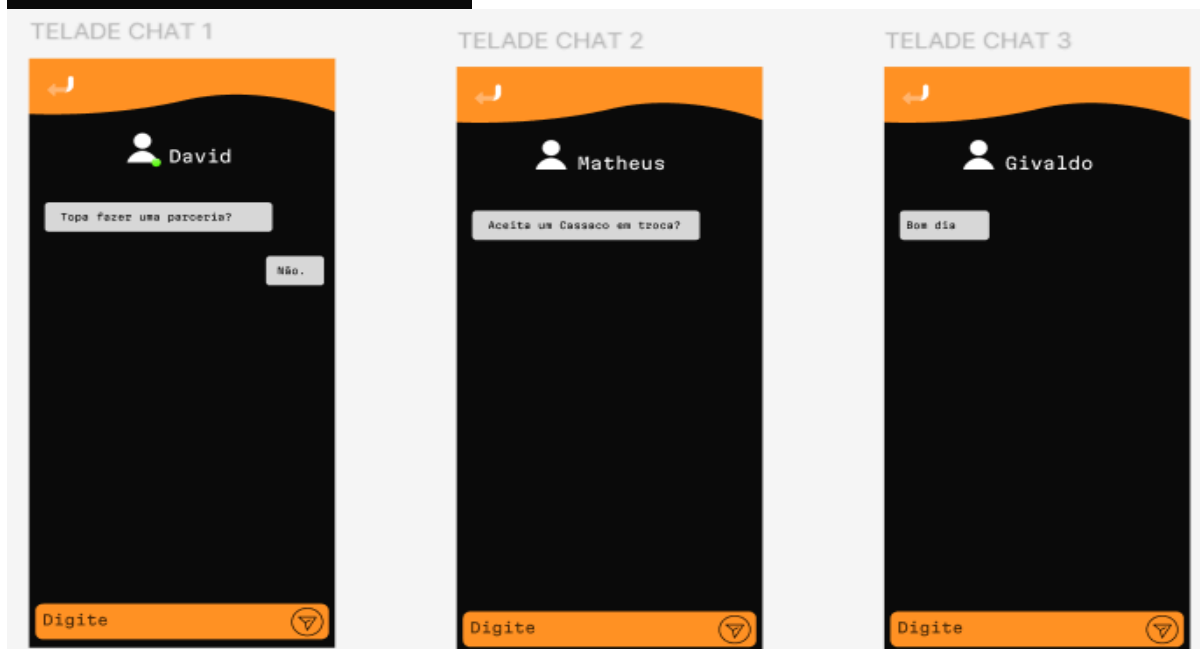 TELADE CHAT 1
David
Topa fazer uma parceria?
Não.
Digite
TELADE CHAT 2
Matheus
Aceita um Cassaco em troca?
Digite
TELADE CHAT 3
Givaldo
Bom dia
Digite